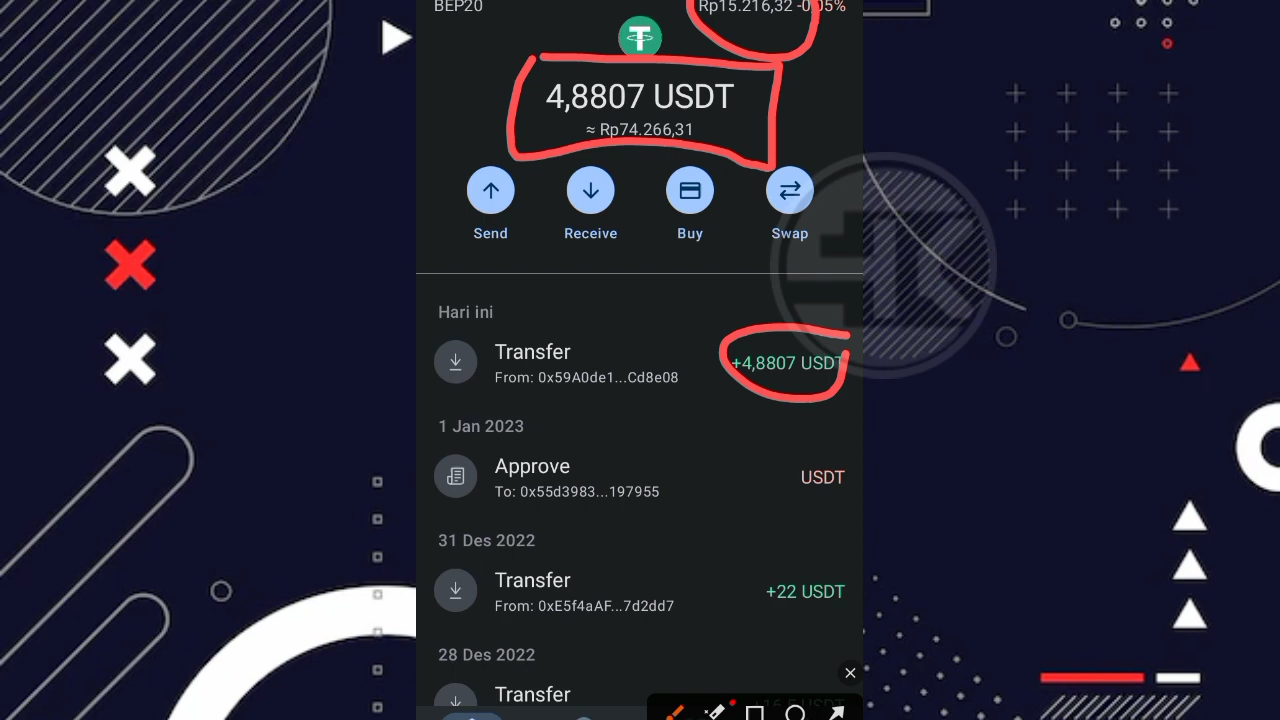 BEP20
Rp15.216,32 -0,05%
4,8807 USDT
≈ Rp74.266,31
Send Receive Buy Swap
Hari ini
Transfer +4,8807 USDT
From: 0x59A0de1...Cd8e08
1 Jan 2023
Approve USDT
To: 0x55d3983...197955
31 Des 2022
Transfer +22 USDT
From: 0xE5f4aAF...7d2dd7
28 Des 2022
Transfer